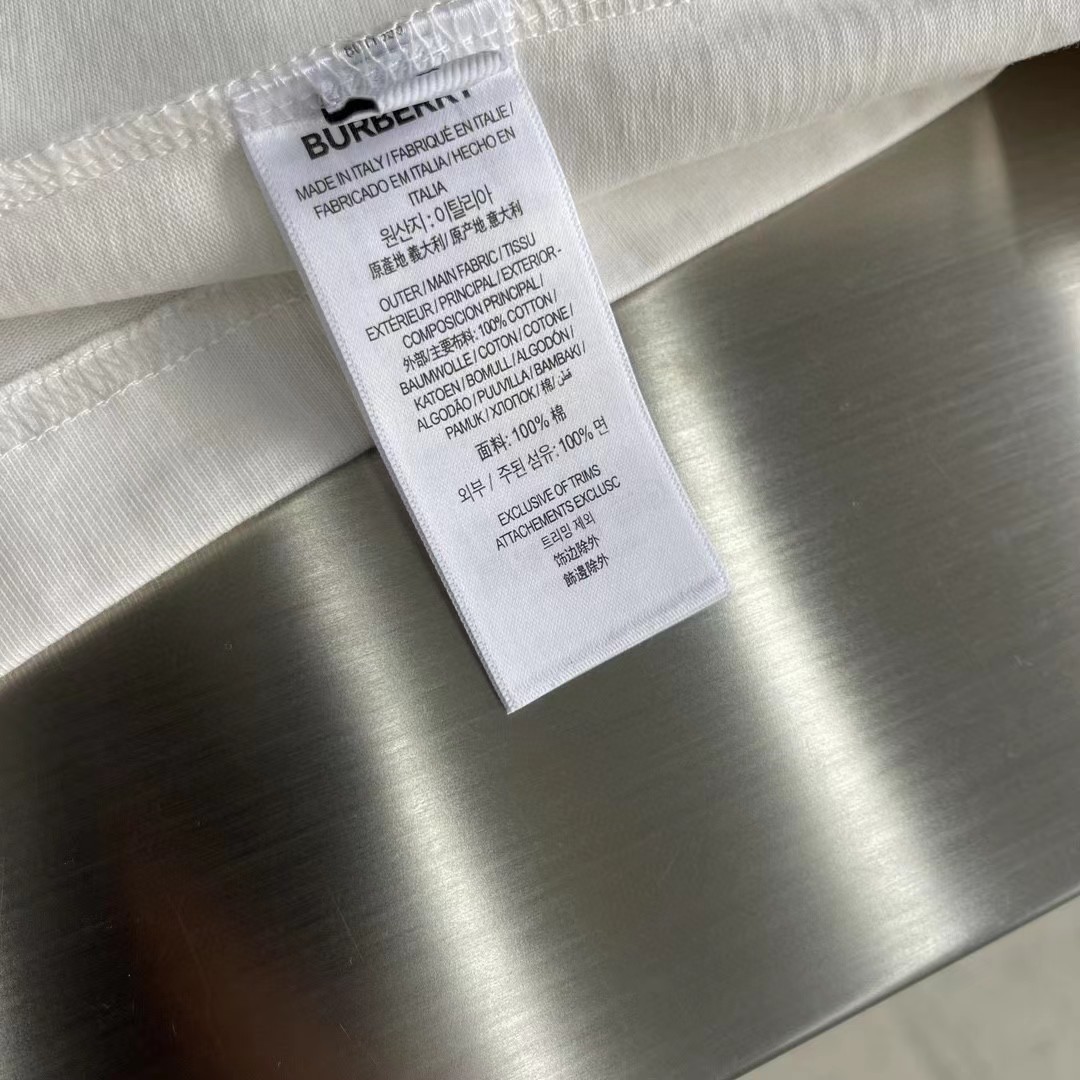 BURBERRY
MADE IN ITALY / FABRIQUÉ EN ITALIE /
FABRICADO EM ITALIA / HECHO EN
ITALIA
원산지 : 이탈리아
原產地 義大利 / 原产地 意大利
OUTER / MAIN FABRIC / TISSU
EXTÉRIEUR / PRINCIPAL / EXTERIOR -
COMPOSICION PRINCIPAL /
外部/主要布料: 100% COTTON /
BAUMWOLLE / COTON / COTONE /
KATOEN / BOMULL / ALGODÓN /
ALGODÃO / PUUVILLA / BAMBAKI /
PAMUK / ХЛОПОК / 棉/ قطن /
面料: 100% 棉
외부 / 주된 섬유: 100% 면
EXCLUSIVE OF TRIMS
ATTACHEMENTS EXCLUSC
트리밍 제외
饰边除外
飾邊除外